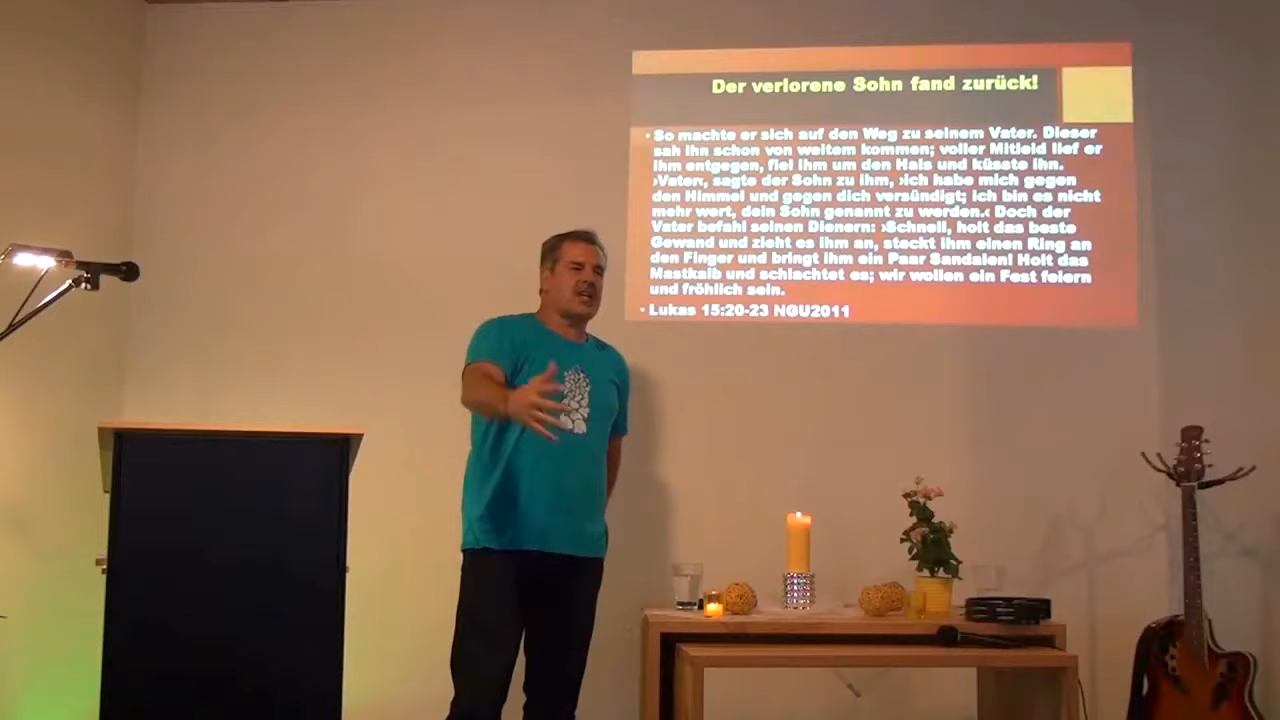 Der verlorene Sohn fand zurück!
• So machte er sich auf den Weg zu seinem Vater. Dieser
sah ihn schon von weitem kommen; voller Mitleid lief er
ihm entgegen, fiel ihm um den Hals und küsste ihn.
›Vater‹, sagte der Sohn zu ihm, ›ich habe mich gegen
den Himmel und gegen dich versündigt; ich bin es nicht
mehr wert, dein Sohn genannt zu werden.‹ Doch der
Vater befahl seinen Dienern: ›Schnell, holt das beste
Gewand und zieht es ihm an, steckt ihm einen Ring an
den Finger und bringt ihm ein Paar Sandalen! Holt das
Mastkalb und schlachtet es; wir wollen ein Fest feiern
und fröhlich sein.
• Lukas 15:20-23 NGU2011